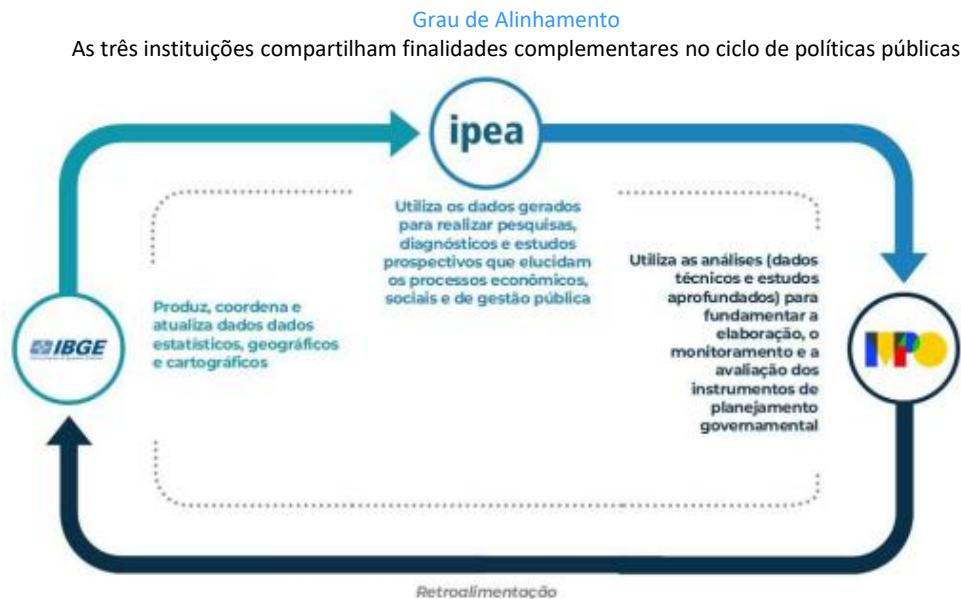 Grau de Alinhamento
As três instituições compartilham finalidades complementares no ciclo de políticas públicas
ipea
Utiliza os dados gerados
para realizar pesquisas,
diagnósticos e estudos
prospectivos que elucidam
os processos econômicos,
sociais e de gestão pública
Utiliza as análises (dados
técnicos e estudos
aprofundados) para
fundamentar a
elaboração, o
monitoramento e a
avaliação dos
instrumentos de
planejamento
governamental
Produz, coordena e
atualiza dados dados
estatísticos, geográficos
e cartográficos
IBGE
MPO
Retroalimentação